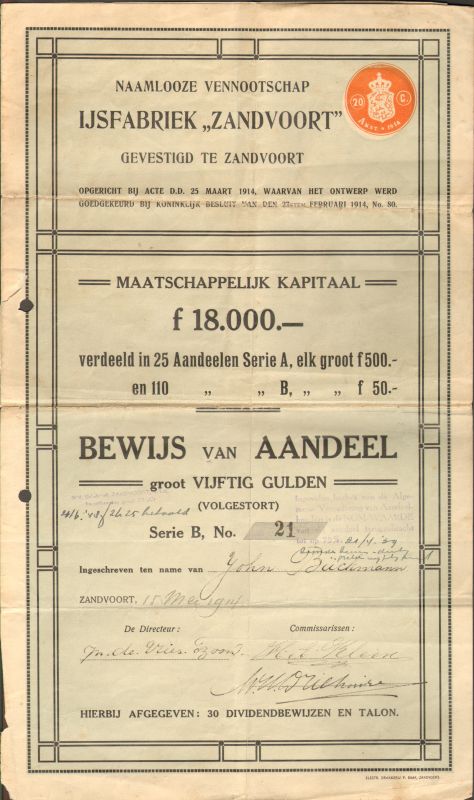 NAAMLOOZE VENNOOTSCHAP
IJSFABRIEK „ZANDVOORT”
GEVESTIGD TE ZANDVOORT
20 C.
OPGERICHT BIJ ACTE D.D. 25 MAART 1914, WAARVAN HET ONTWERP WERD
GOEDGEKEURD BIJ KONINKLIJK BESLUIT VAN DEN 27STEN FEBRUARI 1914, No. 80.
MAATSCHAPPELIJK KAPITAAL
f 18.000.—
verdeeld in 25 Aandeelen Serie A, elk groot f 500.-
en 110 „ „ B, „ „ f 50.-
BEWIJS VAN AANDEEL
groot VIJFTIG GULDEN
(VOLGESTORT)
Serie B, No. 21
Ingeschreven ten name van John Büchmann
ZANDVOORT, 15 Mei 1914
De Directeur: Commissarissen:
HIERBIJ AFGEGEVEN: 30 DIVIDENDBEWIJZEN EN TALON.